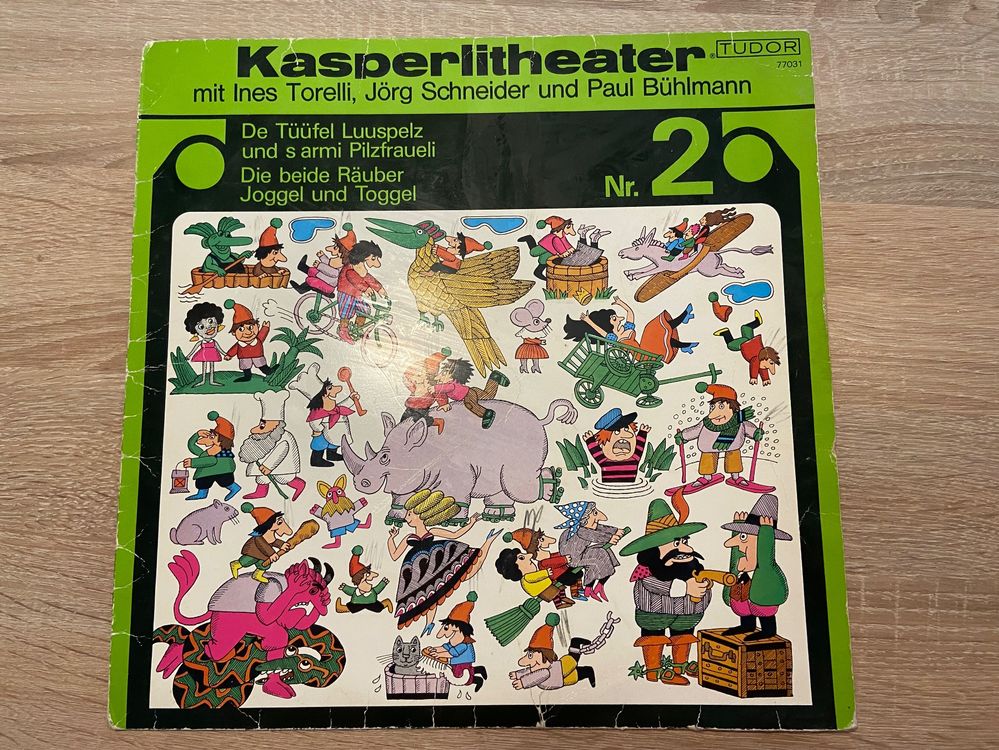 Kasperlitheater
® TUDOR
77031
mit Ines Torelli, Jörg Schneider und Paul Bühlmann
De Tüüfel Luuspelz
und s armi Pilzfraueli
Die beide Räuber
Joggel und Toggel
Nr. 2